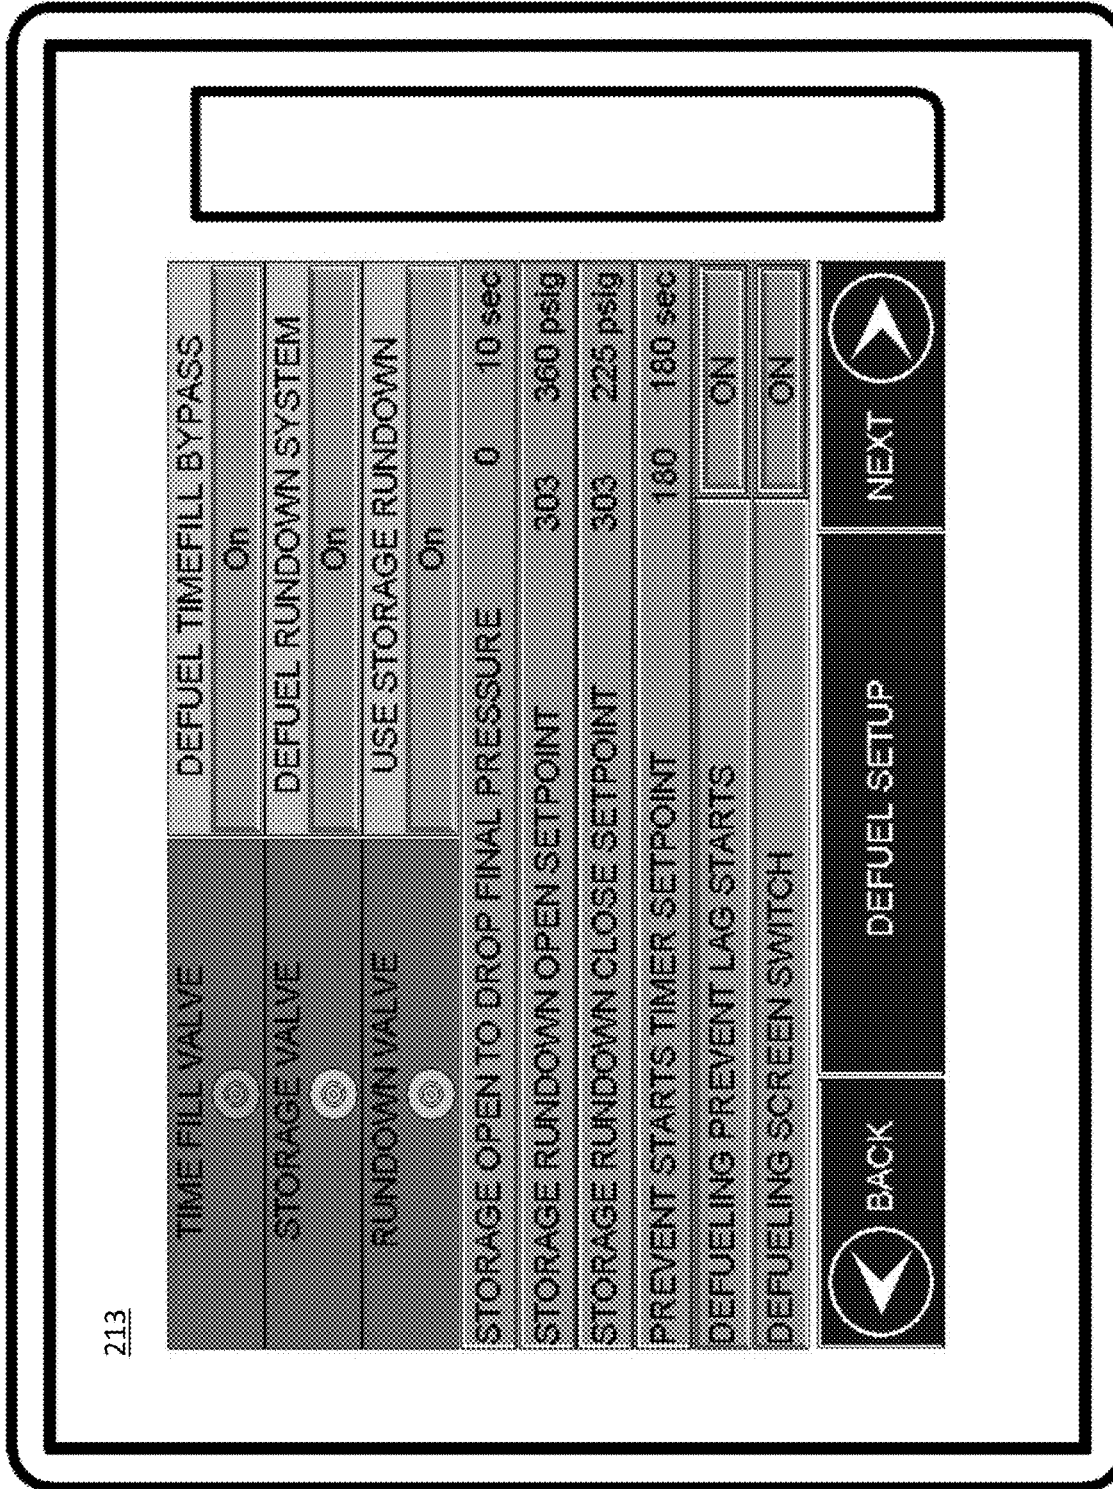 213
TIME FILL VALVE
DEFUEL TIMEFILL BYPASS
On
STORAGE VALVE
DEFUEL RUNDOWN SYSTEM
On
RUNDOWN VALVE
USE STORAGE RUNDOWN
On
STORAGE OPEN TO DROP FINAL PRESSURE 0 10 sec
STORAGE RUNDOWN OPEN SETPOINT 303 360 psig
STORAGE RUNDOWN CLOSE SETPOINT 303 225 psig
PREVENT STARTS TIMER SETPOINT 180 180 sec
DEFUELING PREVENT LAG STARTS ON
DEFUELING SCREEN SWITCH ON
BACK DEFUEL SETUP NEXT